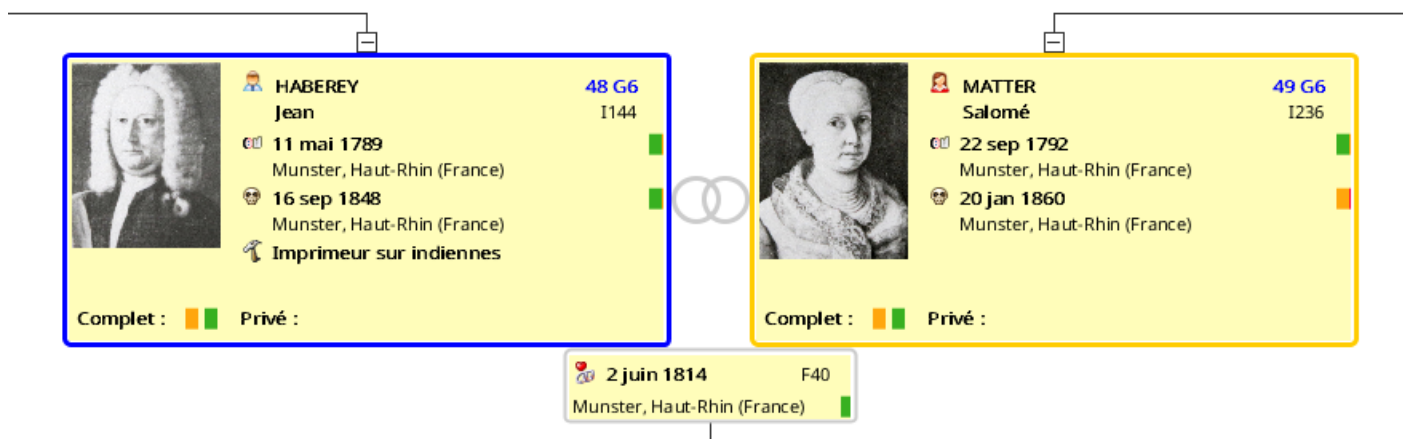 HABEREY 48 G6
Jean I144
11 mai 1789
Munster, Haut-Rhin (France)
16 sep 1848
Munster, Haut-Rhin (France)
Imprimeur sur indiennes
Complet : Privé :
MATTER 49 G6
Salomé I236
22 sep 1792
Munster, Haut-Rhin (France)
20 jan 1860
Munster, Haut-Rhin (France)
Complet : Privé :
2 juin 1814 F40
Munster, Haut-Rhin (France)